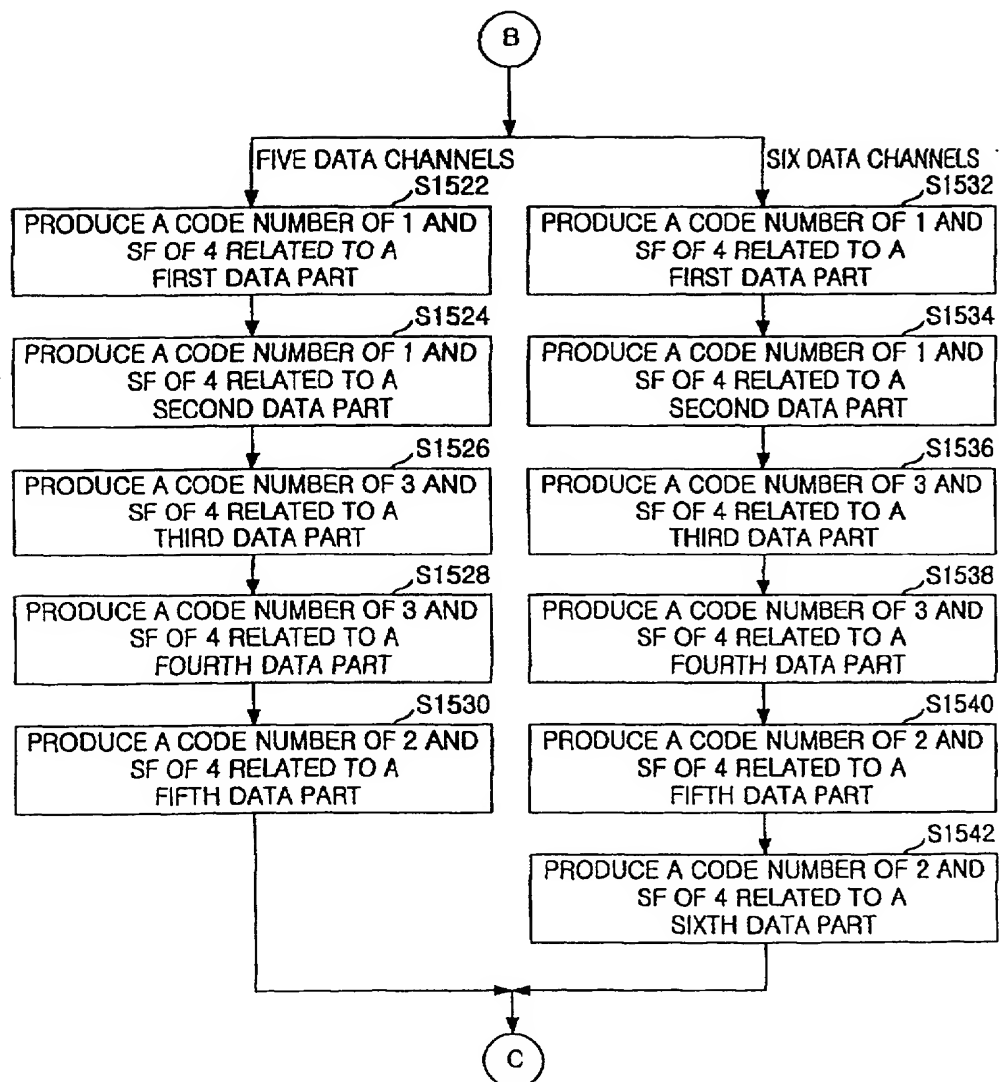 B
FIVE DATA CHANNELS
S1522
PRODUCE A CODE NUMBER OF 1 AND
SF OF 4 RELATED TO A
FIRST DATA PART
S1524
PRODUCE A CODE NUMBER OF 1 AND
SF OF 4 RELATED TO A
SECOND DATA PART
S1526
PRODUCE A CODE NUMBER OF 3 AND
SF OF 4 RELATED TO A
THIRD DATA PART
S1528
PRODUCE A CODE NUMBER OF 3 AND
SF OF 4 RELATED TO A
FOURTH DATA PART
S1530
PRODUCE A CODE NUMBER OF 2 AND
SF OF 4 RELATED TO A
FIFTH DATA PART
SIX DATA CHANNELS
S1532
PRODUCE A CODE NUMBER OF 1 AND
SF OF 4 RELATED TO A
FIRST DATA PART
S1534
PRODUCE A CODE NUMBER OF 1 AND
SF OF 4 RELATED TO A
SECOND DATA PART
S1536
PRODUCE A CODE NUMBER OF 3 AND
SF OF 4 RELATED TO A
THIRD DATA PART
S1538
PRODUCE A CODE NUMBER OF 3 AND
SF OF 4 RELATED TO A
FOURTH DATA PART
S1540
PRODUCE A CODE NUMBER OF 2 AND
SF OF 4 RELATED TO A
FIFTH DATA PART
S1542
PRODUCE A CODE NUMBER OF 2 AND
SF OF 4 RELATED TO A
SIXTH DATA PART
C